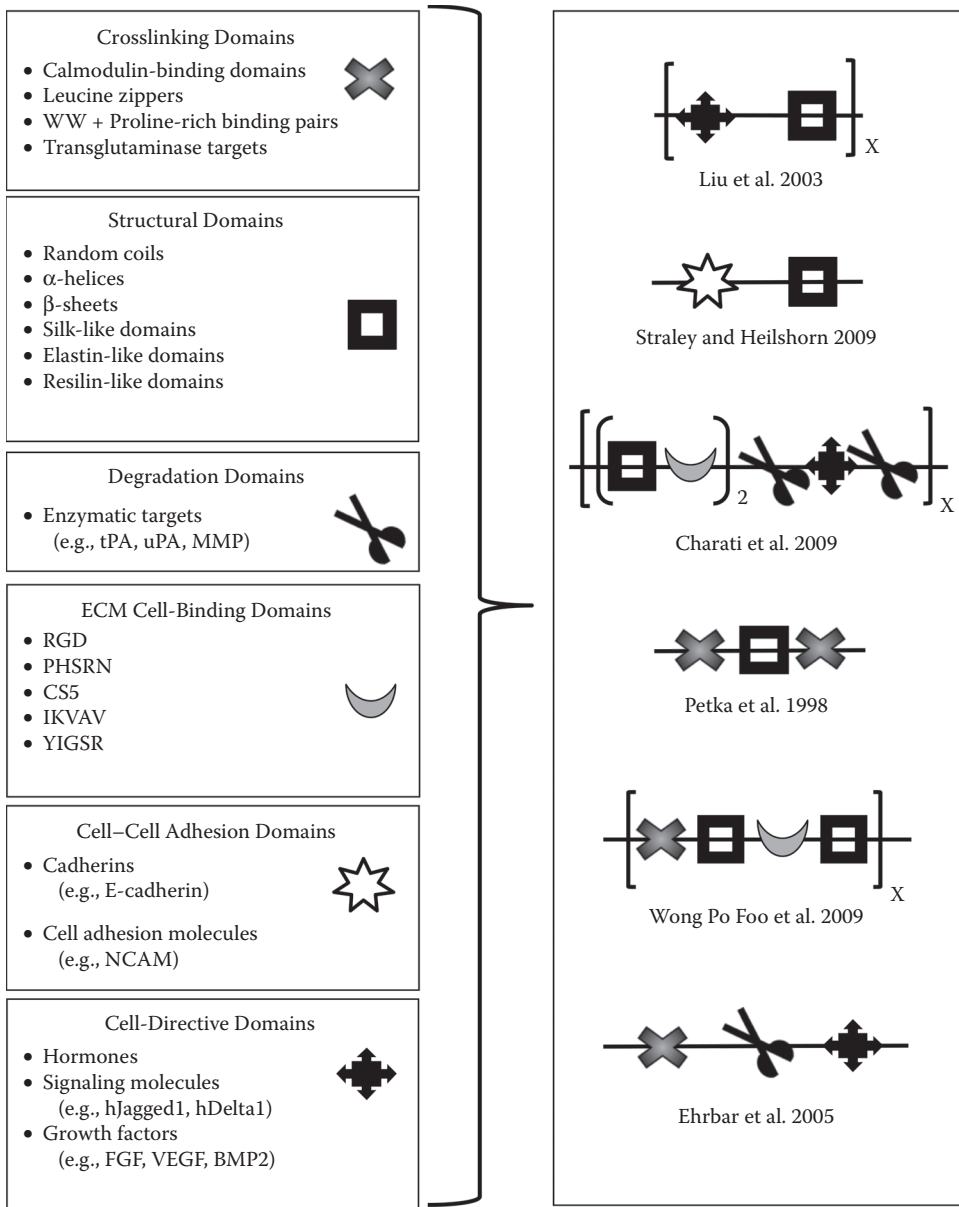 Crosslinking Domains
• Calmodulin-binding domains
• Leucine zippers
• WW + Proline-rich binding pairs
• Transglutaminase targets
Structural Domains
• Random coils
• α-helices
• β-sheets
• Silk-like domains
• Elastin-like domains
• Resilin-like domains
Degradation Domains
• Enzymatic targets
(e.g., tPA, uPA, MMP)
ECM Cell-Binding Domains
• RGD
• PHSRN
• CS5
• IKVAV
• YIGSR
Cell–Cell Adhesion Domains
• Cadherins
(e.g., E-cadherin)
• Cell adhesion molecules
(e.g., NCAM)
Cell-Directive Domains
• Hormones
• Signaling molecules
(e.g., hJagged1, hDelta1)
• Growth factors
(e.g., FGF, VEGF, BMP2)
X
Liu et al. 2003
Straley and Heilshorn 2009
2
X
Charati et al. 2009
Petka et al. 1998
X
Wong Po Foo et al. 2009
Ehrbar et al. 2005